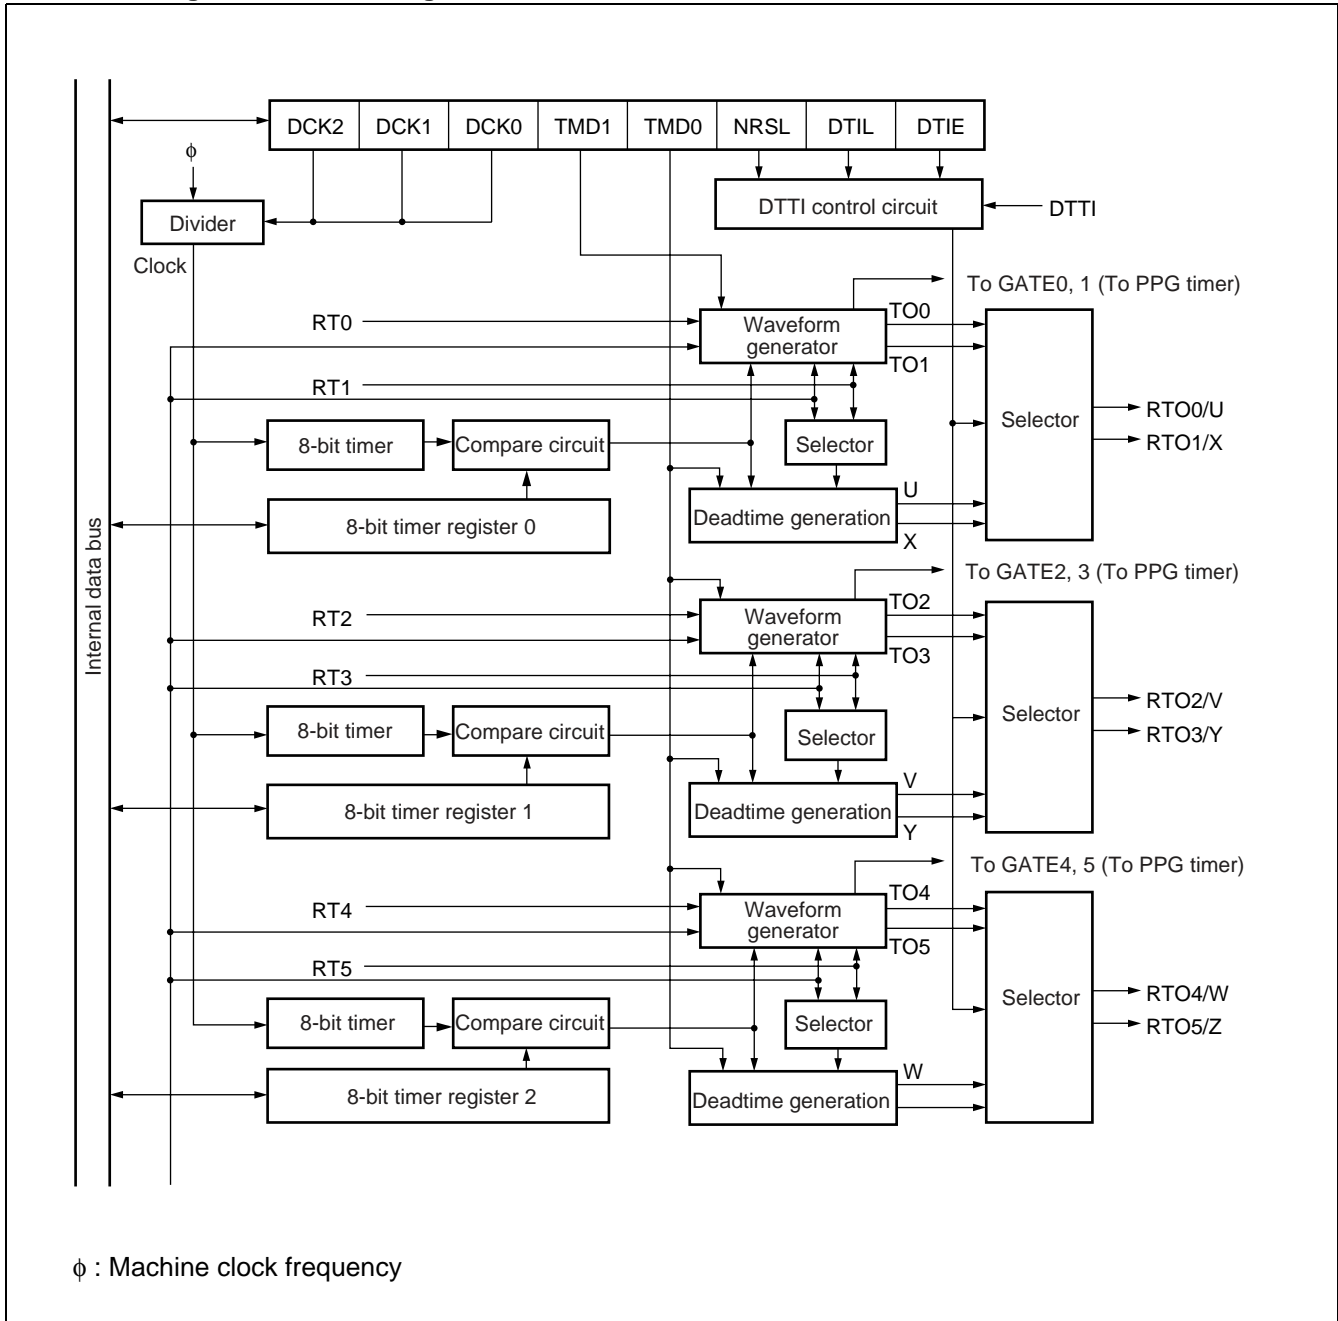 DCK2 DCK1 DCK0 TMD1 TMD0 NRSL DTIL DTIE
ϕ
Divider
DTTI control circuit
DTTI
Clock
To GATE0, 1 (To PPG timer)
RT0
Waveform
generator
TO0
TO1
RT1
Selector
RTO0/U
RTO1/X
8-bit timer
Compare circuit
Selector
8-bit timer register 0
Deadtime generation
U
X
Internal data bus
To GATE2, 3 (To PPG timer)
RT2
Waveform
generator
TO2
TO3
RT3
Selector
RTO2/V
RTO3/Y
8-bit timer
Compare circuit
Selector
8-bit timer register 1
Deadtime generation
V
Y
To GATE4, 5 (To PPG timer)
RT4
Waveform
generator
TO4
TO5
RT5
Selector
RTO4/W
RTO5/Z
8-bit timer
Compare circuit
Selector
8-bit timer register 2
Deadtime generation
W
ϕ : Machine clock frequency